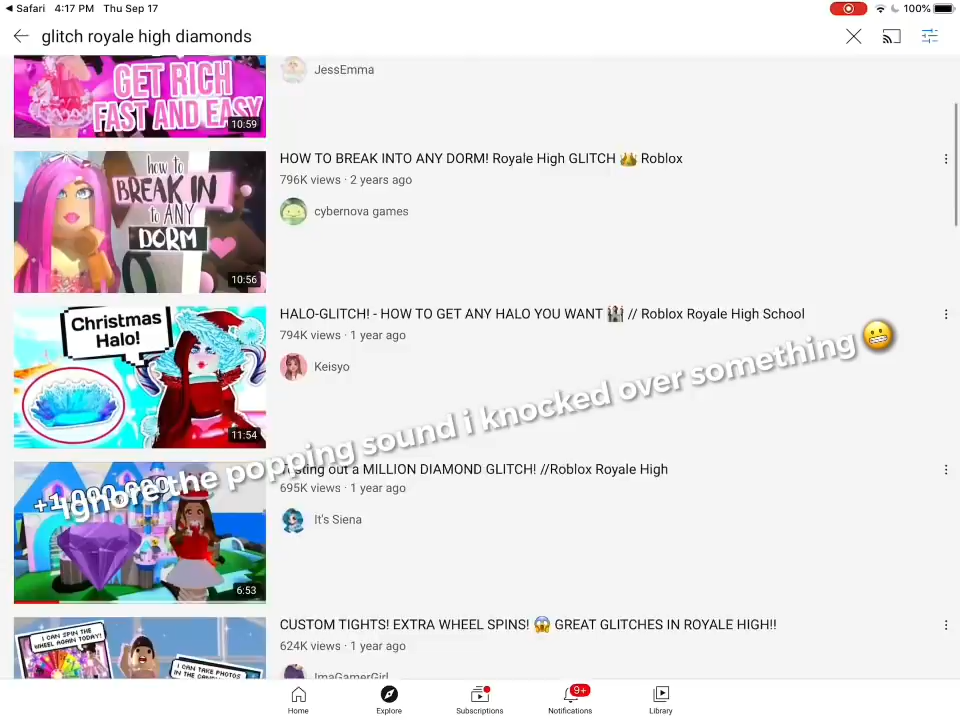 Safari 4:17 PM Thu Sep 17 100%
glitch royale high diamonds
GET RICH
FAST AND EASY
10:59
JessEmma
how to
BREAK IN
to ANY
DORM
10:56
HOW TO BREAK INTO ANY DORM! Royale High GLITCH 👑 Roblox
796K views · 2 years ago
cybernova games
Christmas
Halo!
11:54
HALO-GLITCH! - HOW TO GET ANY HALO YOU WANT 👩‍❤️‍👩 // Roblox Royale High School
794K views · 1 year ago
Keisyo
ignore the popping sound i knocked over something 😬
6:53
a MILLION DIAMOND GLITCH! //Roblox Royale High
695K views · 1 year ago
It's Siena
I CAN SPIN THE
WHEEL AGAIN TODAY!
I CAN TAKE PHOTOS
CUSTOM TIGHTS! EXTRA WHEEL SPINS! 😱 GREAT GLITCHES IN ROYALE HIGH!!
624K views · 1 year ago
ImaGamerGirl
9+
Home Explore Subscriptions Notifications Library